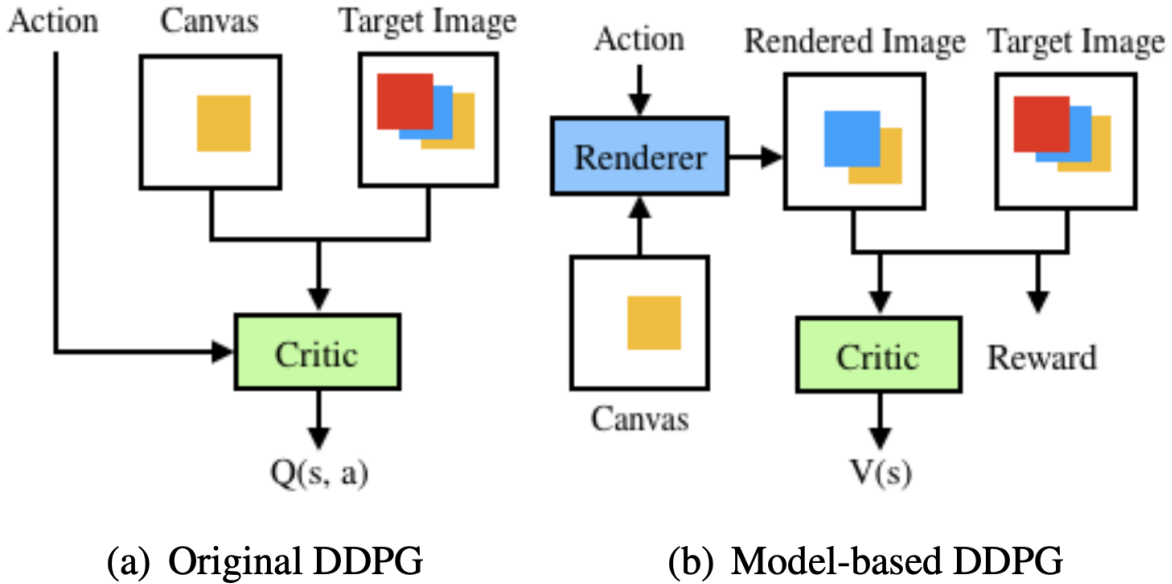 Action
Canvas
Target Image
Critic
Q(s, a)
(a) Original DDPG
Action
Rendered Image
Target Image
Renderer
Canvas
Critic
Reward
V(s)
(b) Model-based DDPG